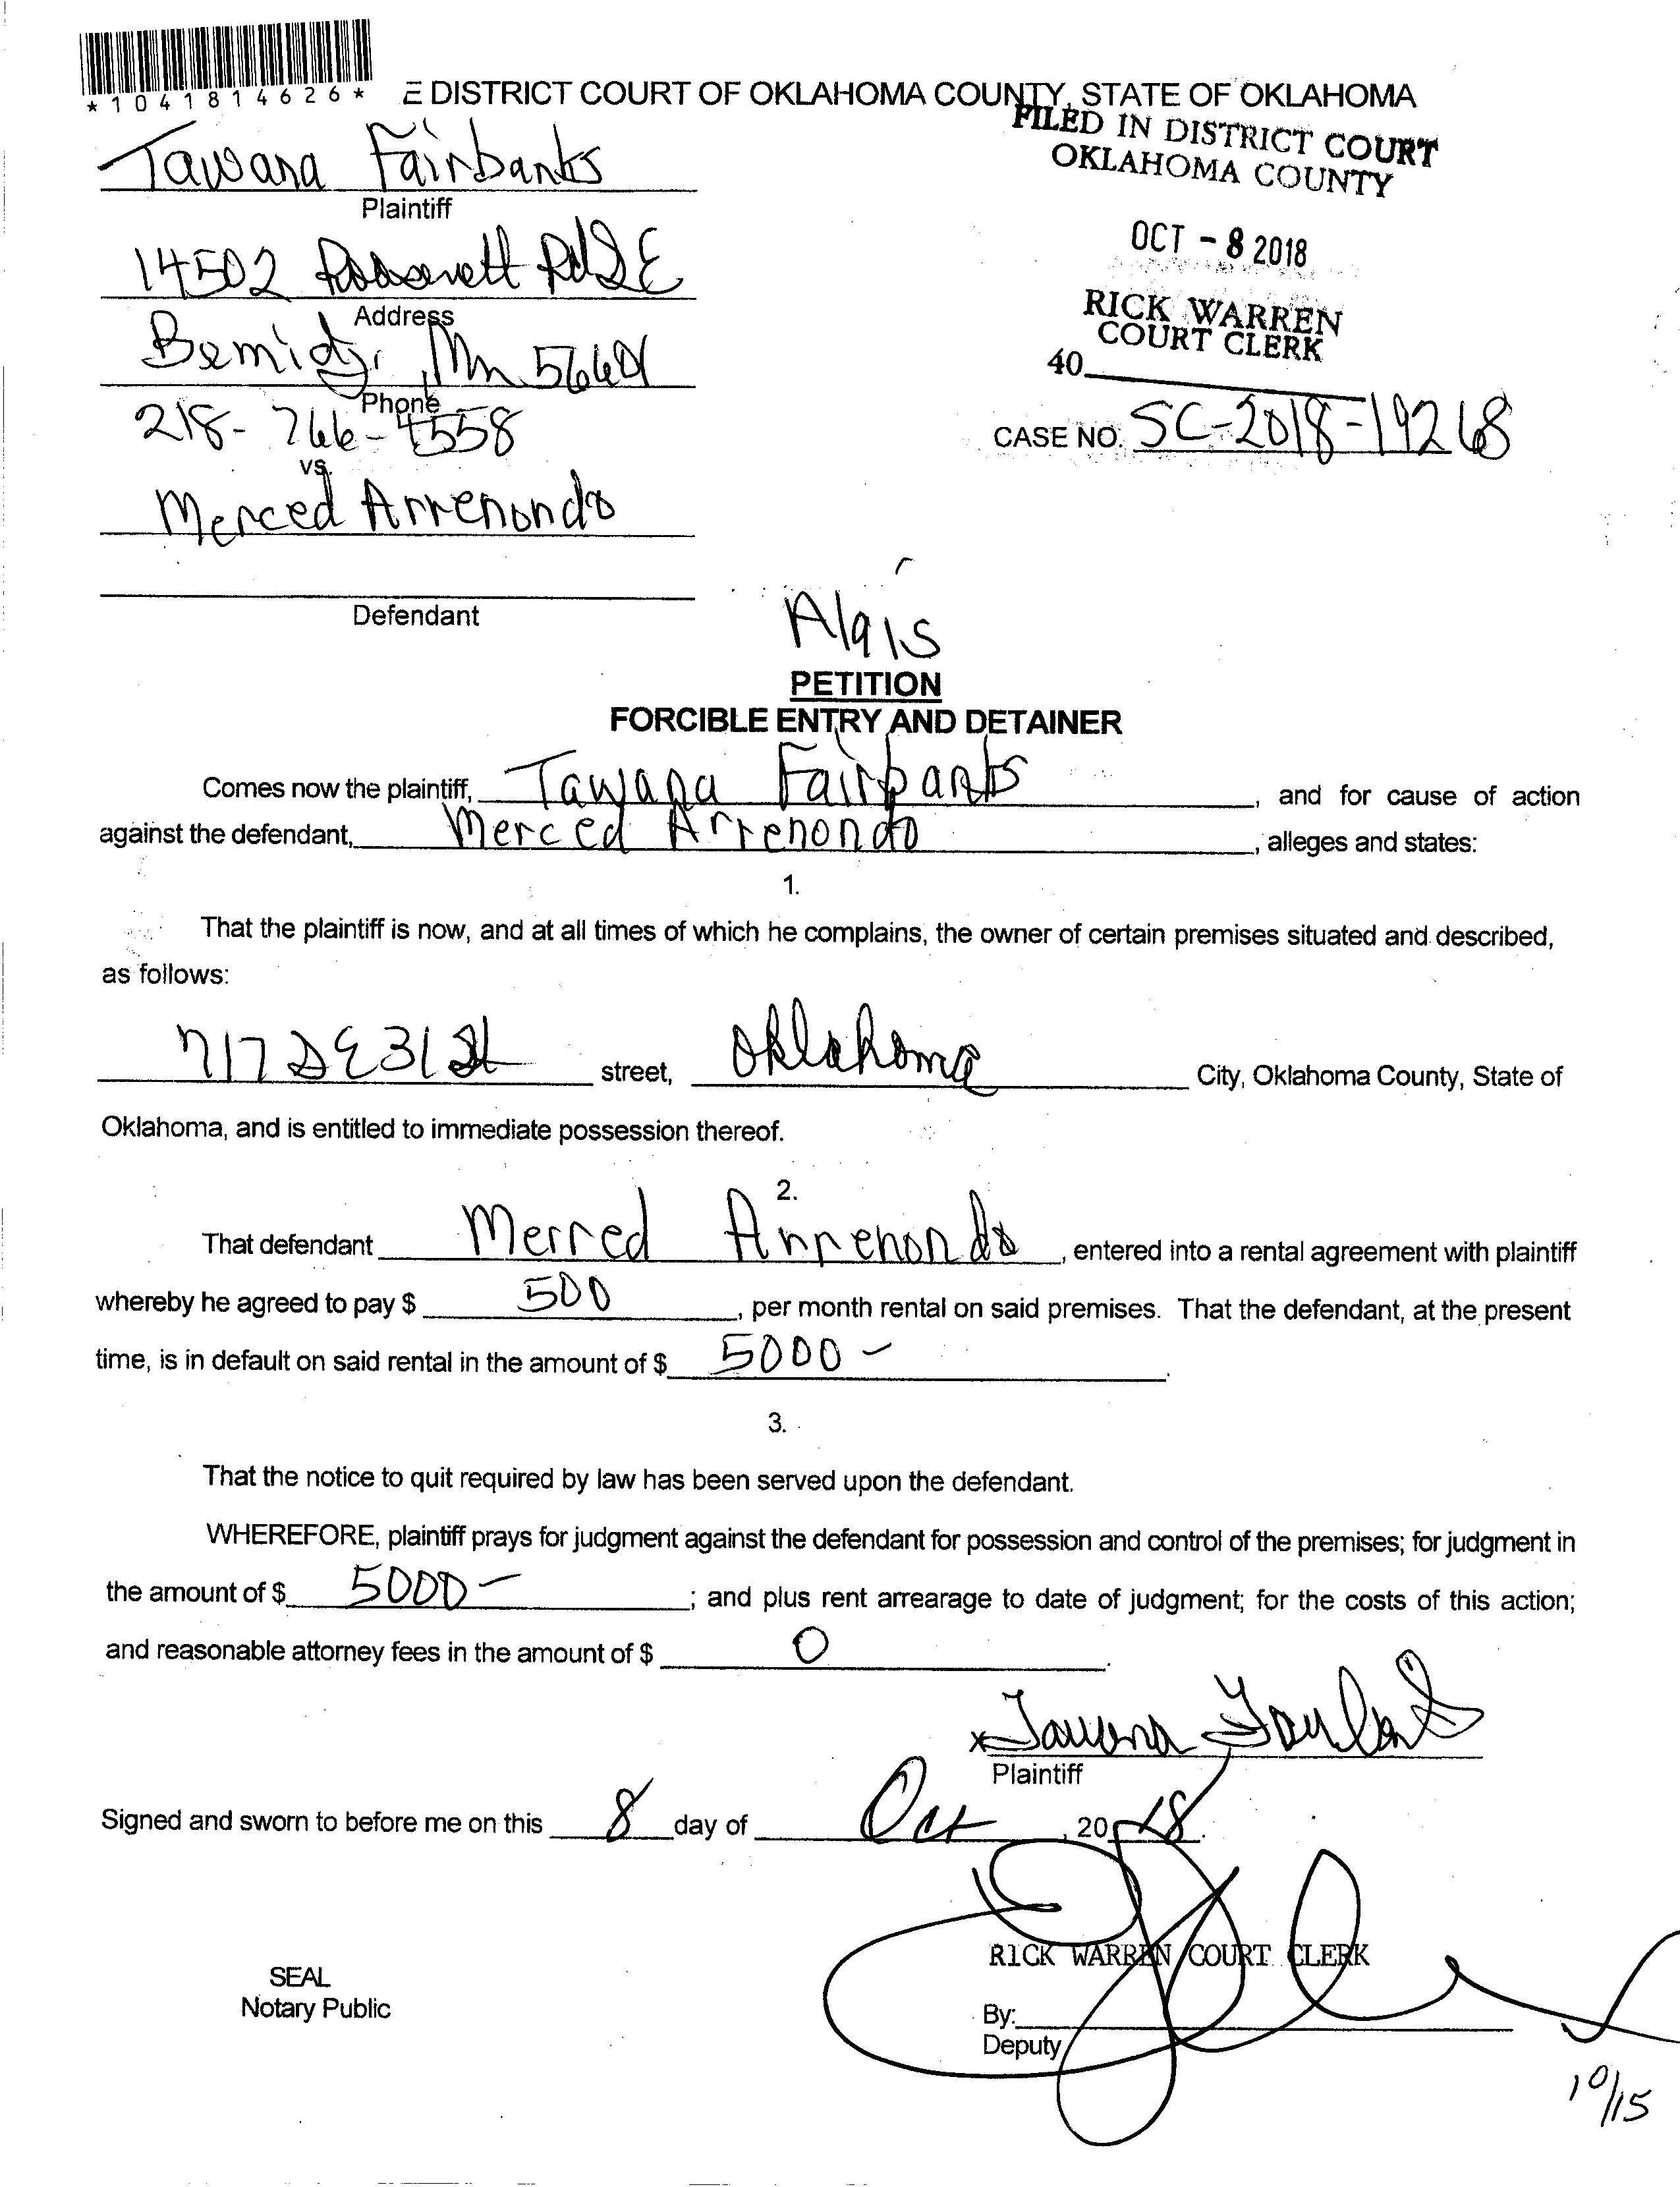 *1041814626*
E DISTRICT COURT OF OKLAHOMA COUNTY, STATE OF OKLAHOMA
FILED IN DISTRICT COURT
OKLAHOMA COUNTY
OCT - 8 2018
RICK WARREN
COURT CLERK
40
CASE NO. SC-2018-19268
Tawana Fairbanks
Plaintiff
14502 Roosevelt Rd SE
Address
Bemidji, Mn 56601
Phone
218-766-4558
vs.
Merced Arrenondo
Defendant
PETITION
FORCIBLE ENTRY AND DETAINER
Comes now the plaintiff, Tawana Fairbanks, and for cause of action
against the defendant, Merced Arrenondo, alleges and states:
1.
That the plaintiff is now, and at all times of which he complains, the owner of certain premises situated and described,
as follows:
717 SE 31 St street, Oklahoma City, Oklahoma County, State of
Oklahoma, and is entitled to immediate possession thereof.
2.
That defendant Merced Arrenondo, entered into a rental agreement with plaintiff
whereby he agreed to pay $ 500, per month rental on said premises. That the defendant, at the present
time, is in default on said rental in the amount of $ 5000 -.
3.
That the notice to quit required by law has been served upon the defendant.
WHEREFORE, plaintiff prays for judgment against the defendant for possession and control of the premises; for judgment in
the amount of $ 5000 -; and plus rent arrearage to date of judgment; for the costs of this action;
and reasonable attorney fees in the amount of $ 0.
x Tawana Fairbanks
Plaintiff
Signed and sworn to before me on this 8 day of Oct, 2018.
RICK WARREN COURT CLERK
SEAL
Notary Public
By:
Deputy
10/15